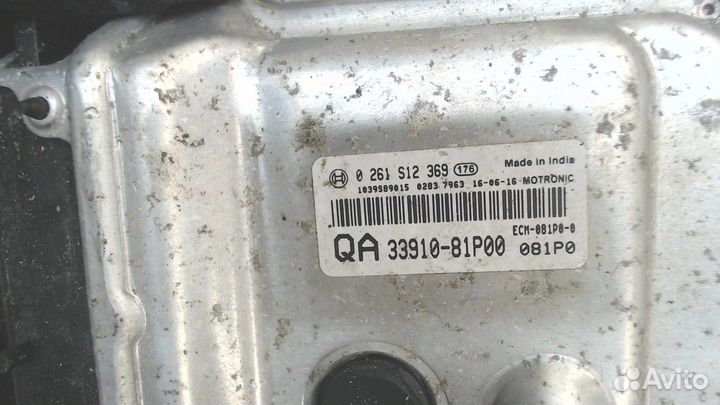 0 261 S12 369 176 Made in India
1039S89015 0283 7963 16-06-16 MOTRONIC
ECM-081P0-0
QA 33910-81P00 081P0
Avito